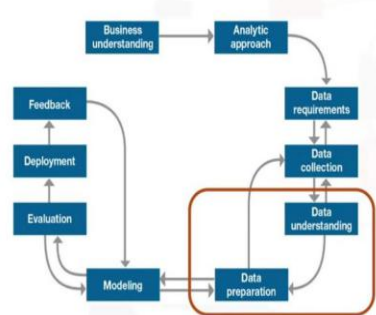 Business
understanding
Analytic
approach
Feedback
Data
requirements
Deployment
Data
collection
Evaluation
Data
understanding
Modeling
Data
preparation